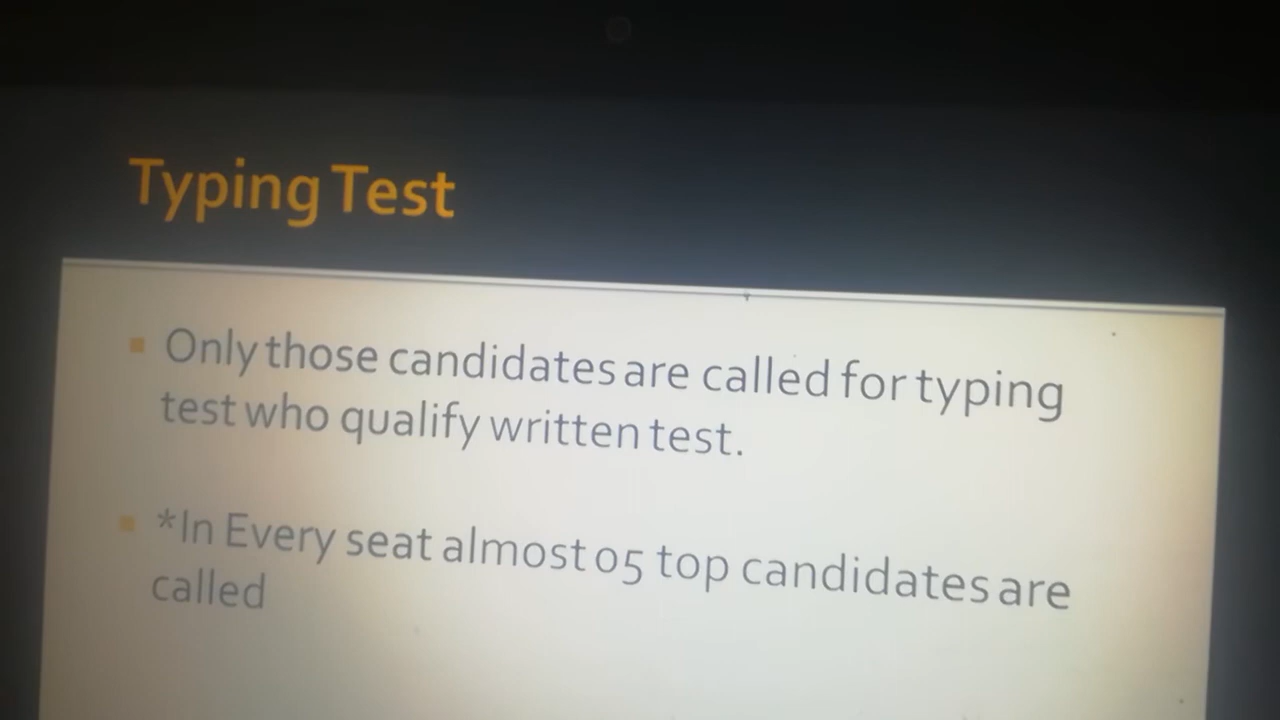 Typing Test
Only those candidates are called for typing
test who qualify written test.
*In Every seat almost 05 top candidates are
called